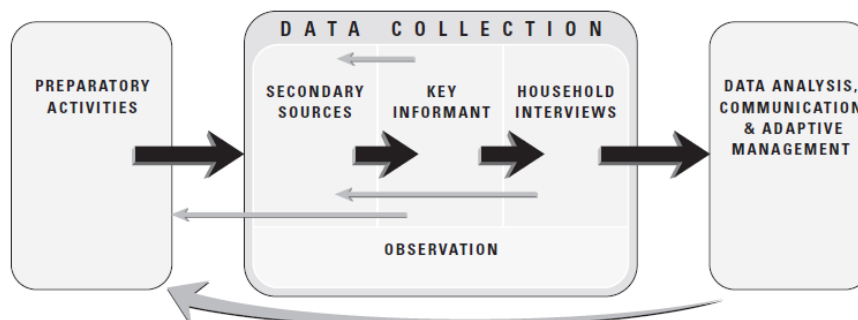 DATA COLLECTION
PREPARATORY
ACTIVITIES
SECONDARY
SOURCES
KEY
INFORMANT
HOUSEHOLD
INTERVIEWS
DATA ANALYSIS,
COMMUNICATION
& ADAPTIVE
MANAGEMENT
OBSERVATION